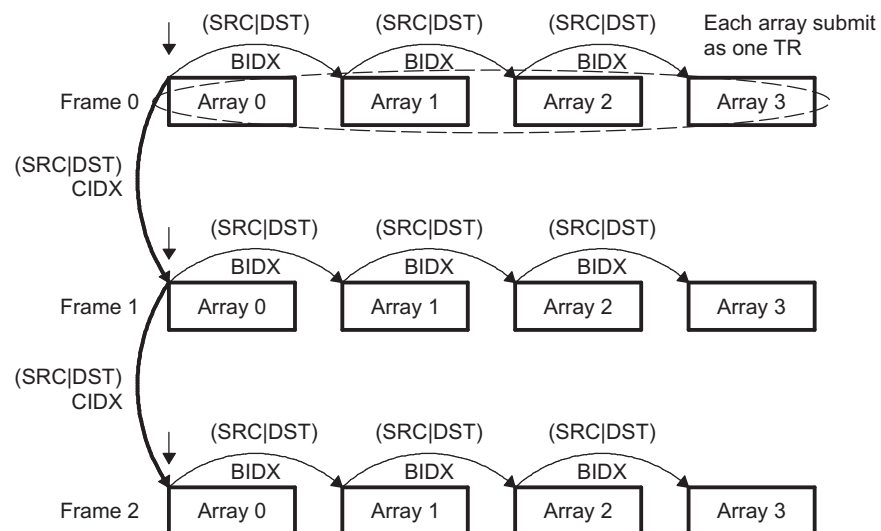 (SRC|DST) (SRC|DST) (SRC|DST) Each array submit
as one TR
BIDX BIDX BIDX
Frame 0 Array 0 Array 1 Array 2 Array 3
(SRC|DST)
CIDX
(SRC|DST) (SRC|DST) (SRC|DST)
BIDX BIDX BIDX
Frame 1 Array 0 Array 1 Array 2 Array 3
(SRC|DST)
CIDX
(SRC|DST) (SRC|DST) (SRC|DST)
BIDX BIDX BIDX
Frame 2 Array 0 Array 1 Array 2 Array 3